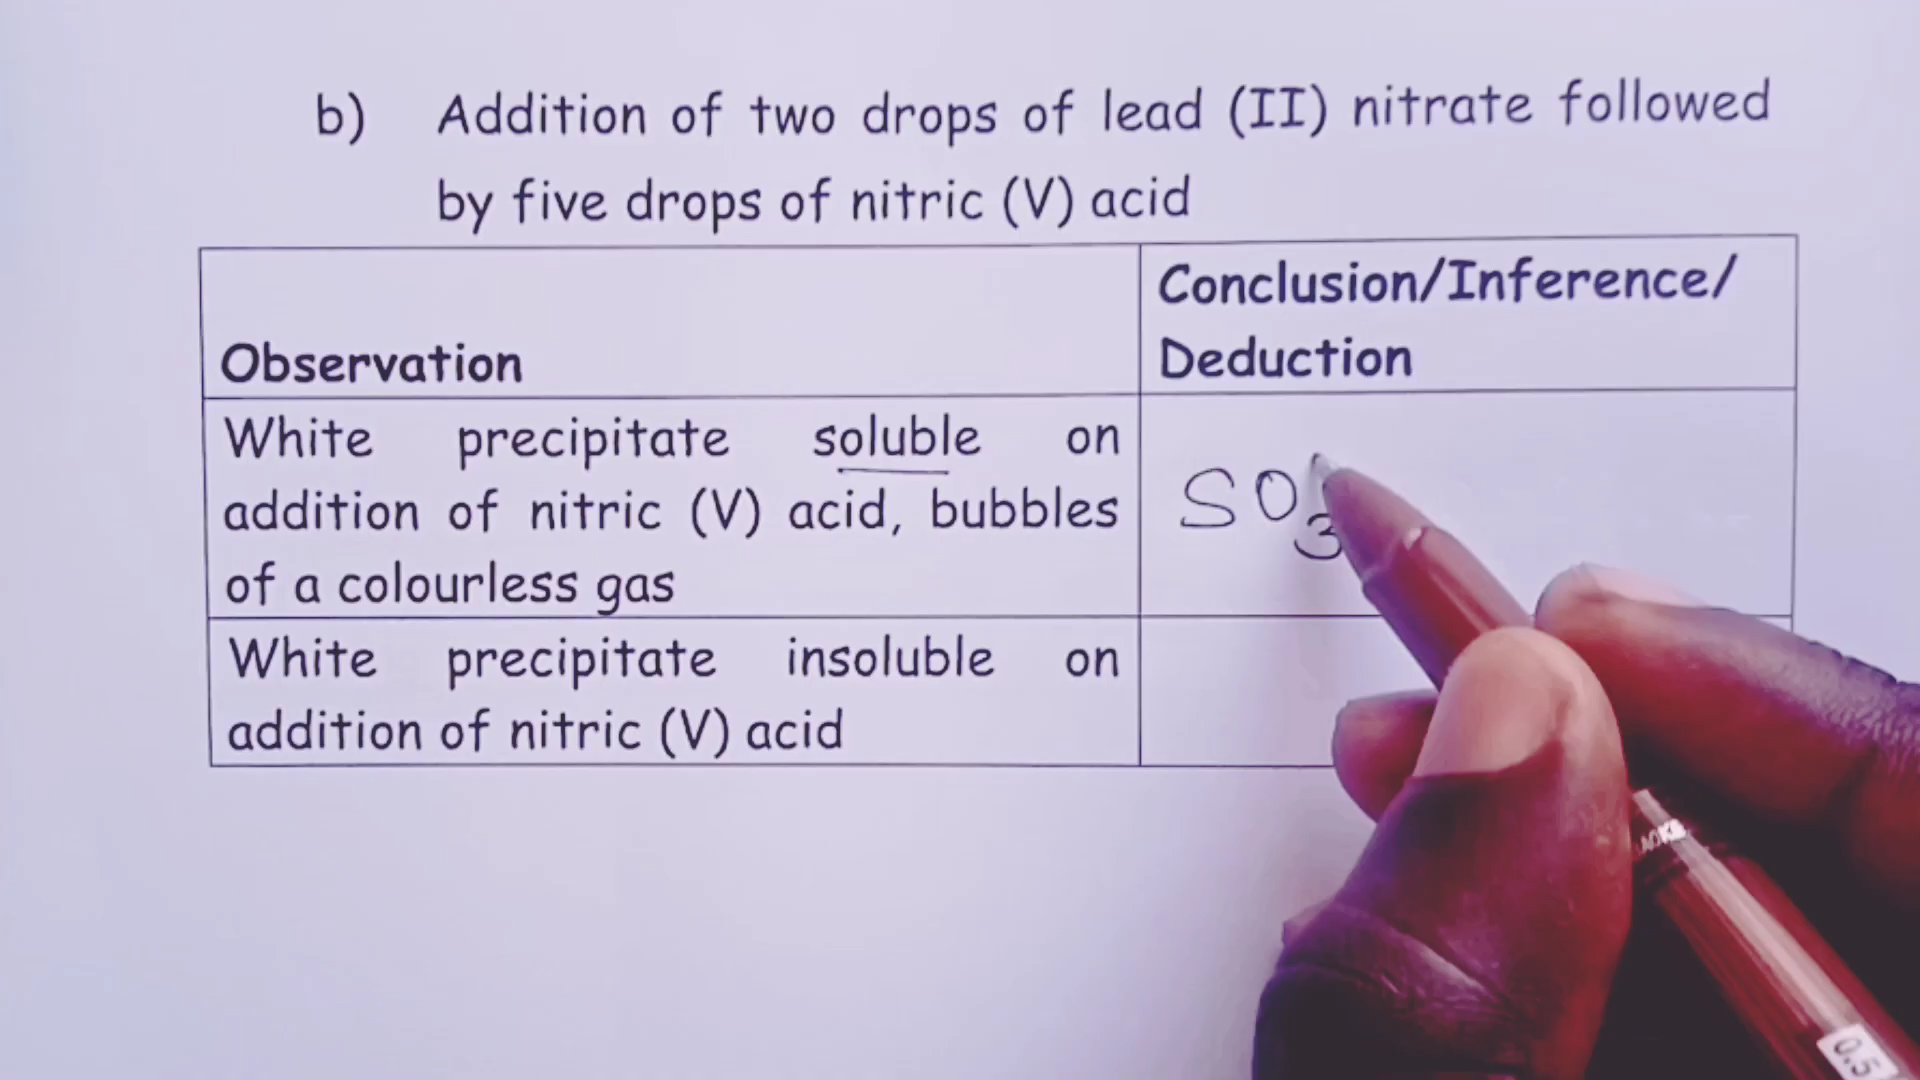 b) Addition of two drops of lead (II) nitrate followed
by five drops of nitric (V) acid
Conclusion/Inference/
Deduction
Observation
White precipitate soluble on
addition of nitric (V) acid, bubbles
of a colourless gas
SO3
White precipitate insoluble on
addition of nitric (V) acid
0.5